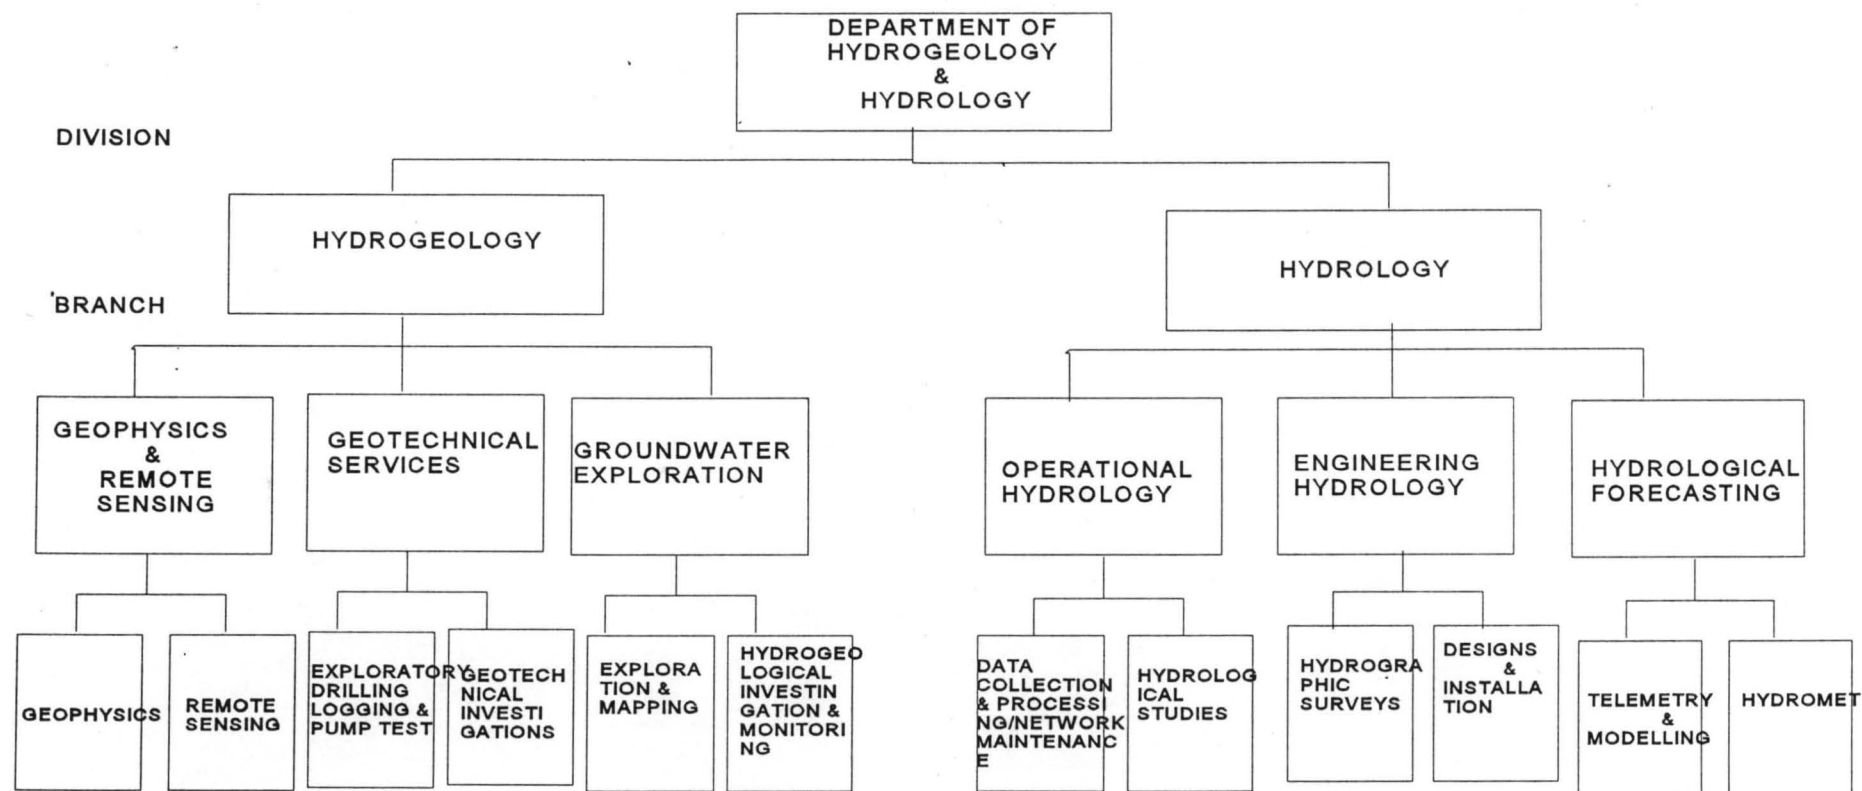 DEPARTMENT OF
HYDROGEOLOGY
&
HYDROLOGY
DIVISION
HYDROGEOLOGY
HYDROLOGY
BRANCH
GEOPHYSICS
&
REMOTE
SENSING
GEOTECHNICAL
SERVICES
GROUNDWATER
EXPLORATION
OPERATIONAL
HYDROLOGY
ENGINEERING
HYDROLOGY
HYDROLOGICAL
FORECASTING
GEOPHYSICS
REMOTE
SENSING
EXPLORATORY
DRILLING
LOGGING &
PUMP TEST
GEOTECH
NICAL
INVESTI
GATIONS
EXPLORA
TION &
MAPPING
HYDROGEO
LOGICAL
INVESTIN
GATION &
MONITORI
NG
DATA
COLLECTION
& PROCESSI
NG/NETWORK
MAINTENANC
E
HYDROLOG
ICAL
STUDIES
HYDROGRA
PHIC
SURVEYS
DESIGNS
&
INSTALLA
TION
TELEMETRY
&
MODELLING
HYDROMET